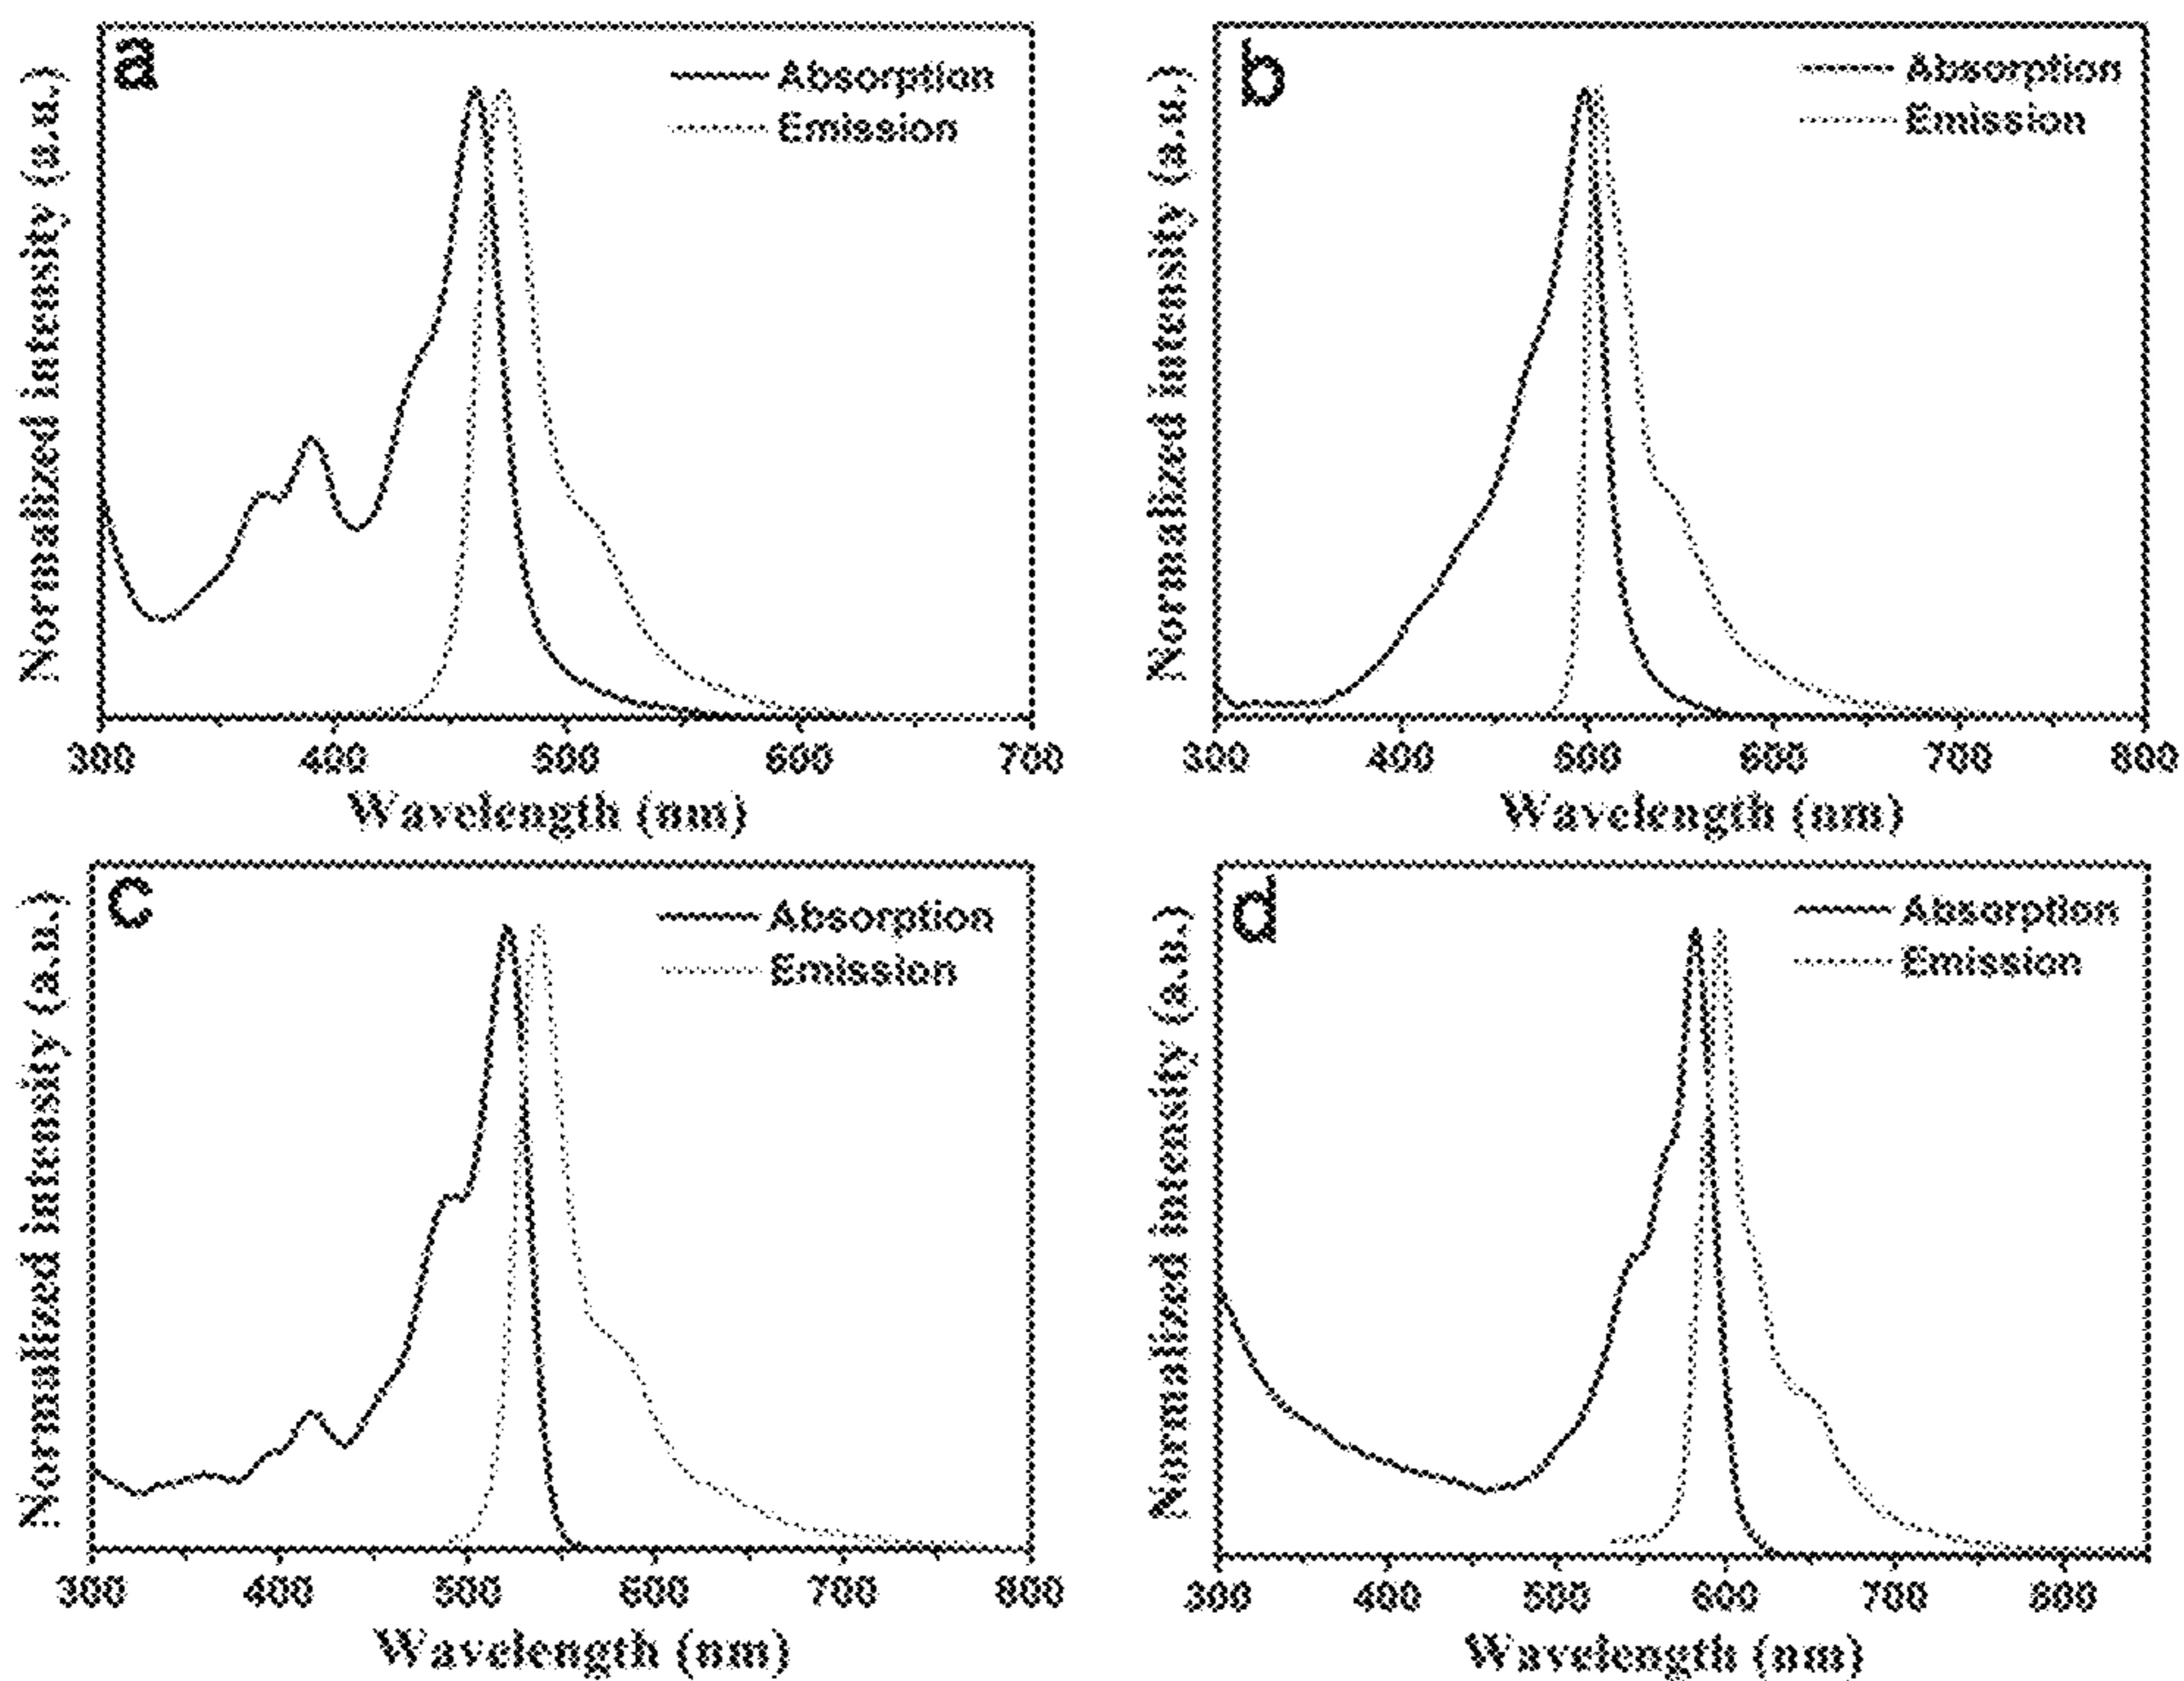 a
Absorption
Emission
Normalized intensity (a.u.)
300 400 500 600 700
Wavelength (nm)
b
Absorption
Emission
Normalized intensity (a.u.)
300 400 500 600 700 800
Wavelength (nm)
c
Absorption
Emission
Normalized intensity (a.u.)
300 400 500 600 700 800
Wavelength (nm)
d
Absorption
Emission
Normalized intensity (a.u.)
300 400 500 600 700 800
Wavelength (nm)